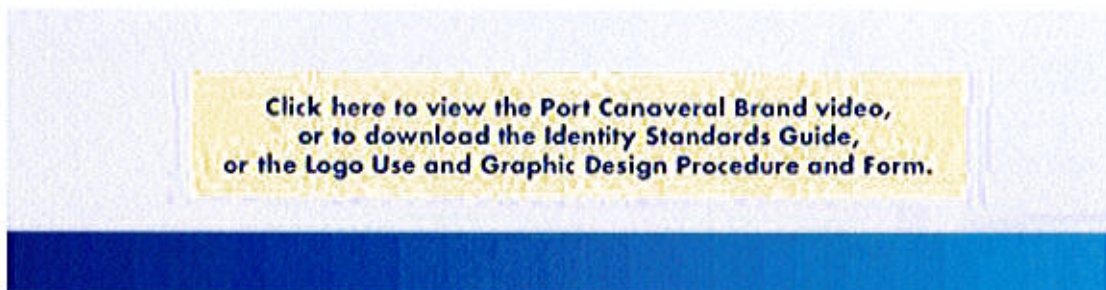 Click here to view the Port Canaveral Brand video,
or to download the Identity Standards Guide,
or the Logo Use and Graphic Design Procedure and Form.